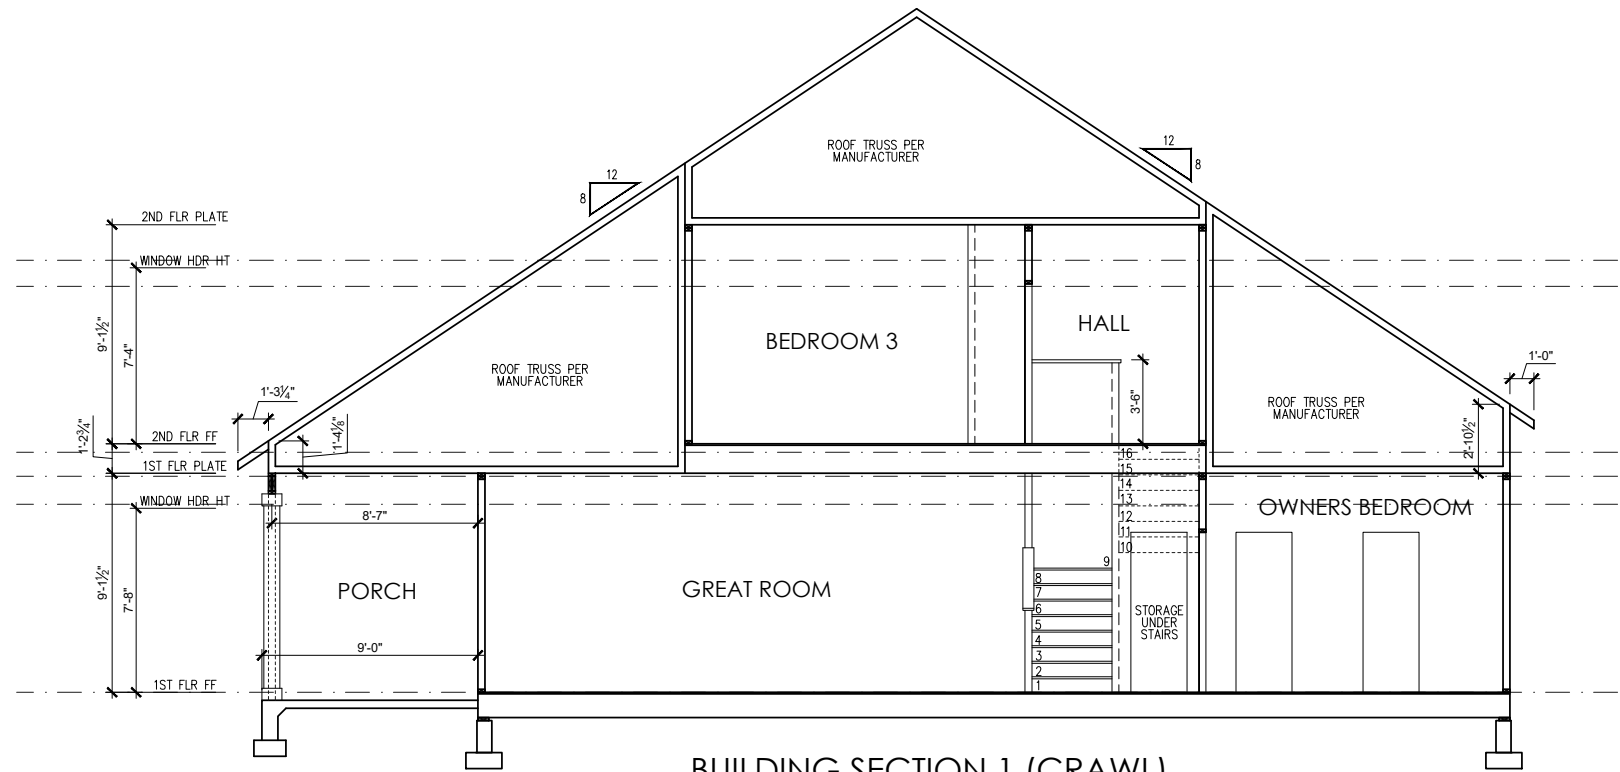 12
ROOF TRUSS PER
MANUFACTURER
12
8
8
2ND FLR PLATE
WINDOW HDR HT
9'-1½"
7'-4"
BEDROOM 3
HALL
ROOF TRUSS PER
MANUFACTURER
1'-0"
1'-3¼"
3'-6"
ROOF TRUSS PER
MANUFACTURER
1'-2¾"
2ND FLR FF
1'-4⅛"
2'-10½"
1ST FLR PLATE
16
15
14
WINDOW HDR HT
13
OWNERS BEDROOM
8'-7"
12
11
10
9'-1½"
7'-8"
PORCH
GREAT ROOM
9
8
7
6
5
4
3
2
1
STORAGE
UNDER
STAIRS
9'-0"
1ST FLR FF
BUILDING SECTION 1 (CRAWL)